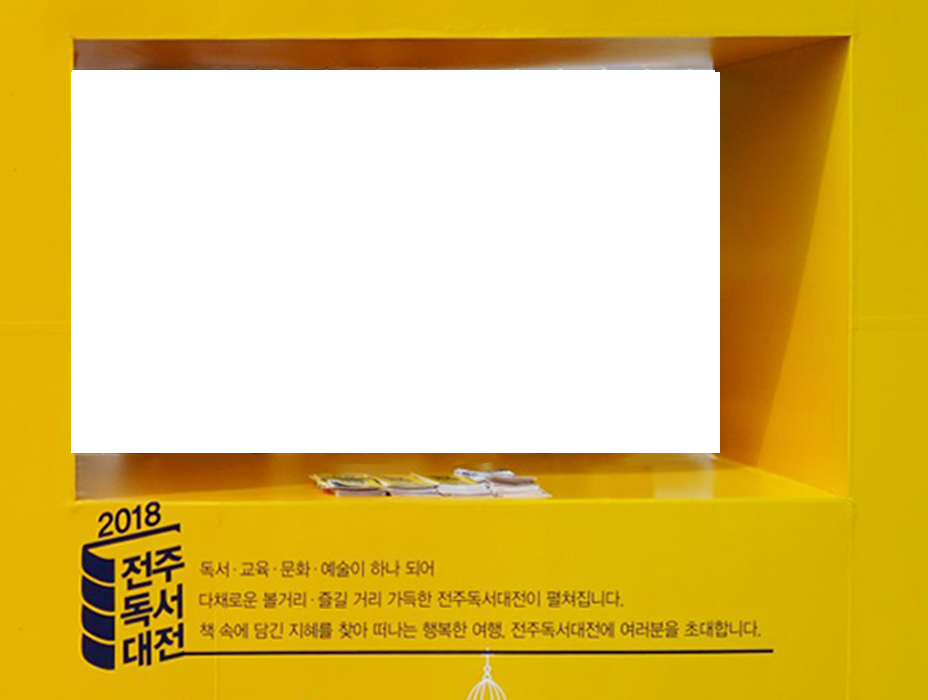 2018
전주
독서
대전
독서·교육·문화·예술이 하나 되어
다채로운 볼거리·즐길 거리 가득한 전주독서대전이 펼쳐집니다.
책 속에 담긴 지혜를 찾아 떠나는 행복한 여행, 전주독서대전에 여러분을 초대합니다.